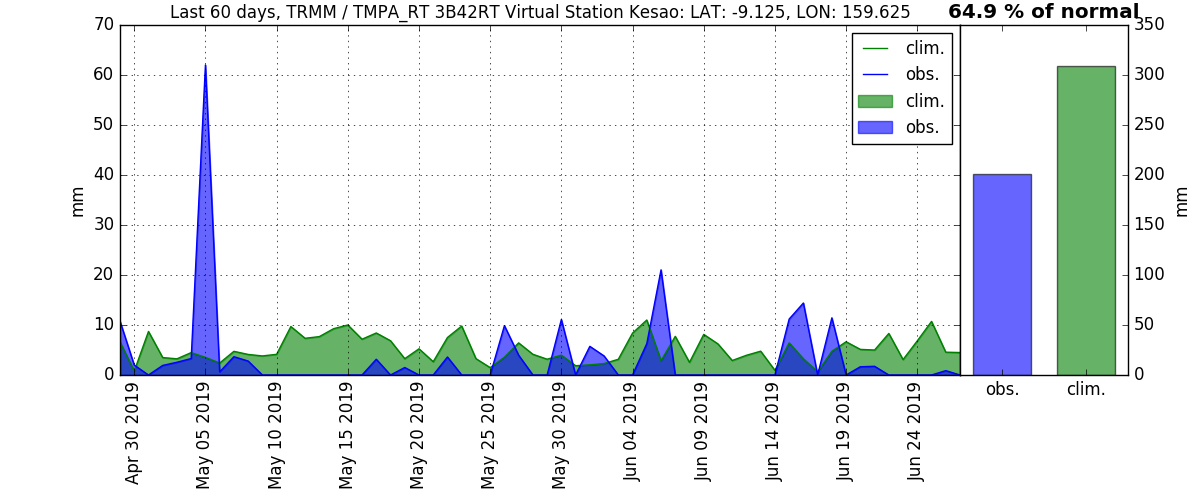 Last 60 days, TRMM / TMPA_RT 3B42RT Virtual Station Kesao: LAT: -9.125, LON: 159.625
64.9 % of normal
70
60
50
40
30
20
10
0
mm
clim.
obs.
clim.
obs.
350
300
250
200
150
100
50
0
mm
Apr 30 2019
May 05 2019
May 10 2019
May 15 2019
May 20 2019
May 25 2019
May 30 2019
Jun 04 2019
Jun 09 2019
Jun 14 2019
Jun 19 2019
Jun 24 2019
obs.
clim.